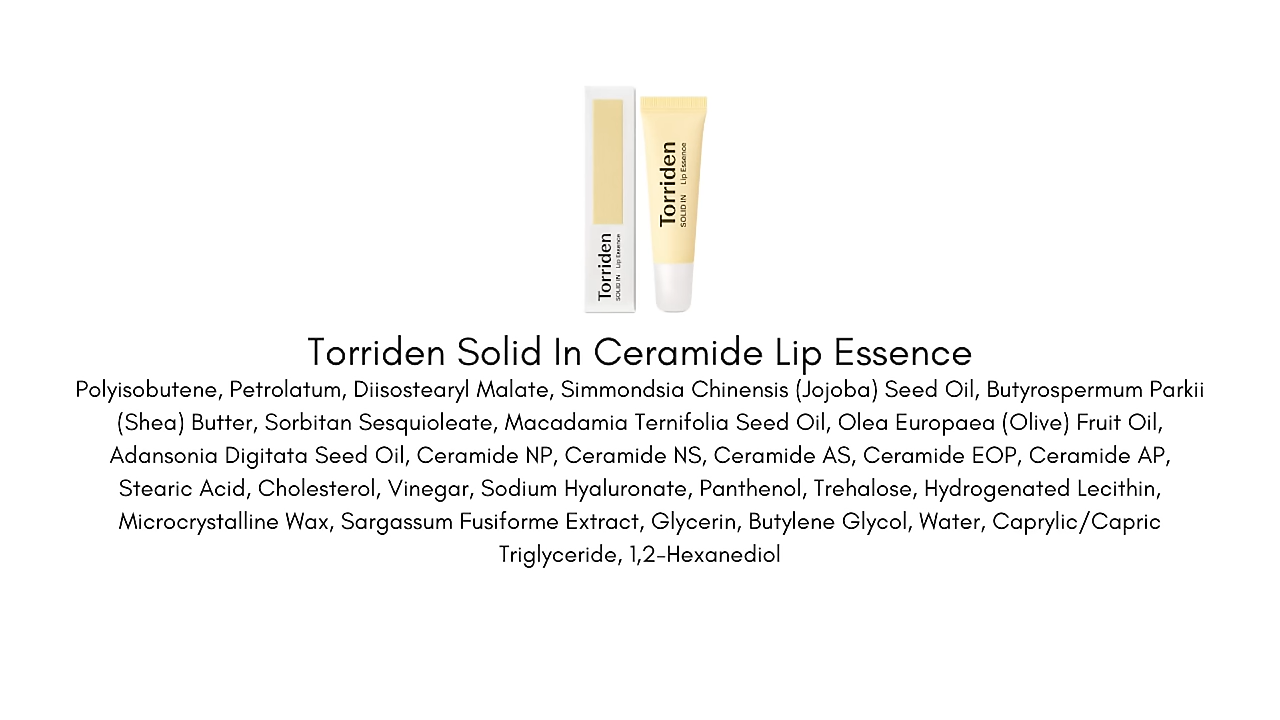 Torriden
SOLID IN Lip Essence
Torriden
SOLID IN Lip Essence
Torriden Solid In Ceramide Lip Essence
Polyisobutene, Petrolatum, Diisostearyl Malate, Simmondsia Chinensis (Jojoba) Seed Oil, Butyrospermum Parkii
(Shea) Butter, Sorbitan Sesquioleate, Macadamia Ternifolia Seed Oil, Olea Europaea (Olive) Fruit Oil,
Adansonia Digitata Seed Oil, Ceramide NP, Ceramide NS, Ceramide AS, Ceramide EOP, Ceramide AP,
Stearic Acid, Cholesterol, Vinegar, Sodium Hyaluronate, Panthenol, Trehalose, Hydrogenated Lecithin,
Microcrystalline Wax, Sargassum Fusiforme Extract, Glycerin, Butylene Glycol, Water, Caprylic/Capric
Triglyceride, 1,2-Hexanediol